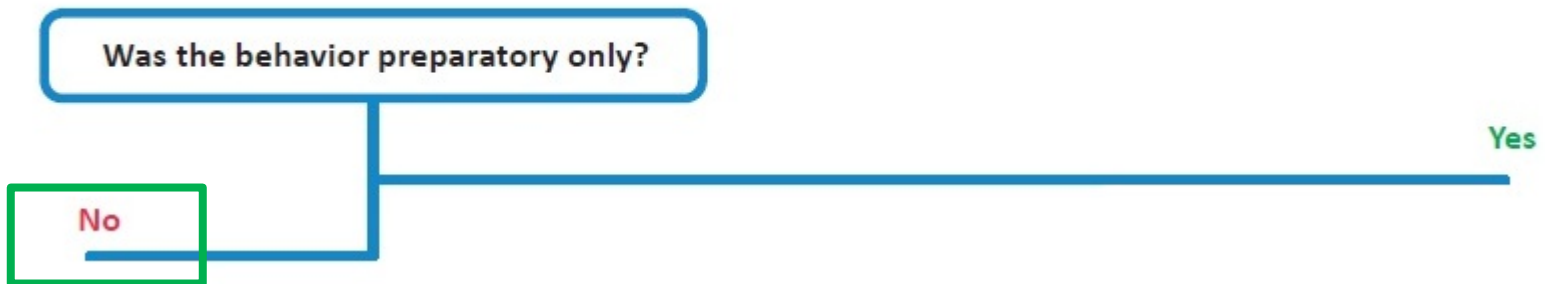 Was the behavior preparatory only?
Yes
No